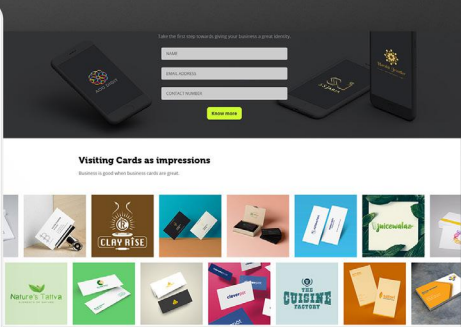 Take the first step towards giving your business a great identity.
NAME
EMAIL ADDRESS
CONTACT NUMBER
Know more
Visiting Cards as impressions
Business is good when business cards are great.
CLAY RISE
juicewalas
Nature's Tattva
cleverpad
THE
CUISINE
FACTORY